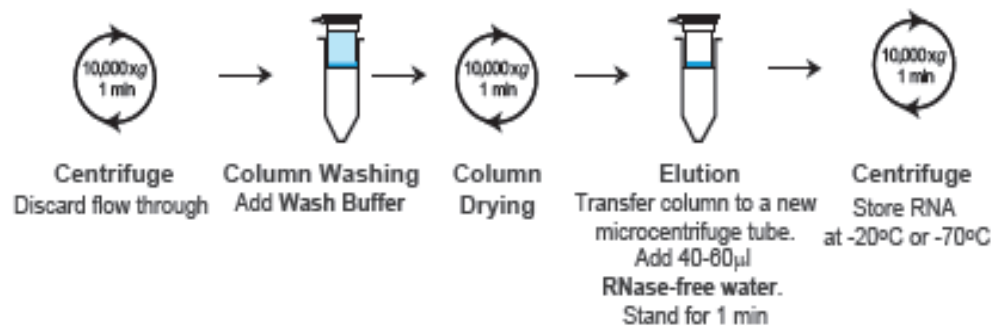 10,000xg
1 min
Centrifuge
Discard flow through
Column Washing
Add Wash Buffer
10,000xg
1 min
Column
Drying
Elution
Transfer column to a new
microcentrifuge tube.
Add 40-60µl
RNase-free water.
Stand for 1 min
10,000xg
1 min
Centrifuge
Store RNA
at -20ºC or -70ºC